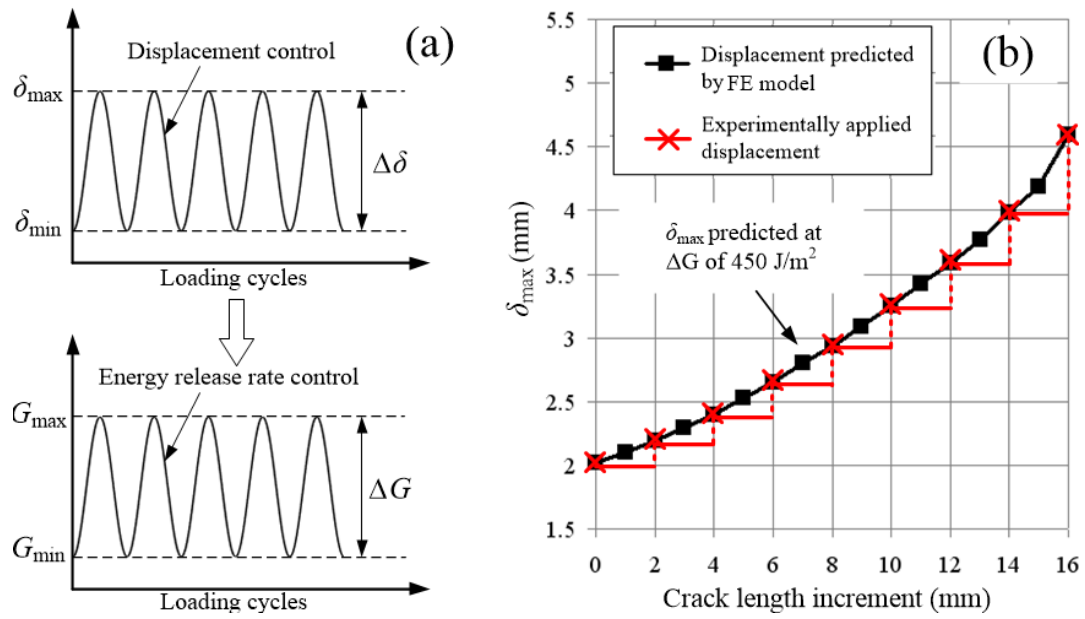 (a)
Displacement control
δmax
Δδ
δmin
Loading cycles
Energy release rate control
Gmax
ΔG
Gmin
Loading cycles
(b)
Displacement predicted
by FE model
Experimentally applied
displacement
δmax predicted at
ΔG of 450 J/m²
δmax (mm)
5.5
5
4.5
4
3.5
3
2.5
2
1.5
0 2 4 6 8 10 12 14 16
Crack length increment (mm)